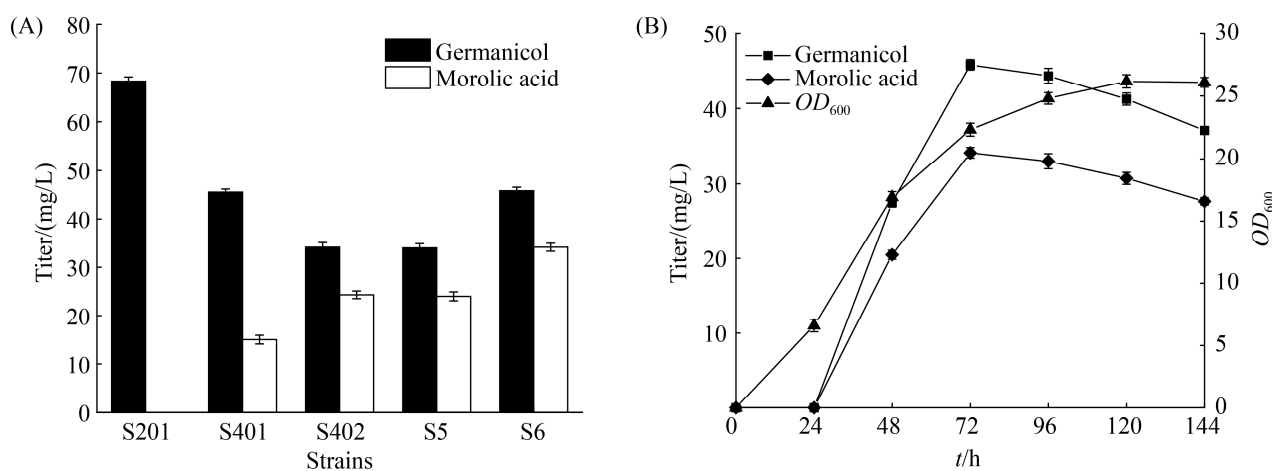 (A)
80
70
60
50
40
30
20
10
0
Titer/(mg/L)
Germanicol
Morolic acid
S201 S401 S402 S5 S6
Strains
(B)
50
40
30
20
10
Titer/(mg/L)
Germanicol
Morolic acid
OD600
30
25
20
15
10
5
0
OD600
0 24 48 72 96 120 144
t/h